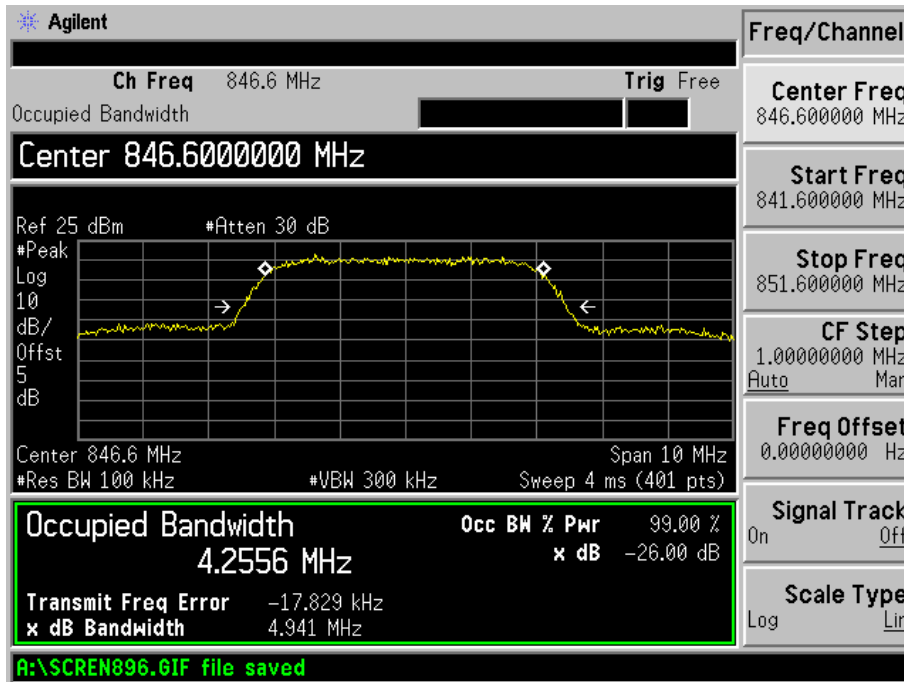 Agilent
Freq/Channel
Ch Freq 846.6 MHz Trig Free
Occupied Bandwidth
Center 846.6000000 MHz
Ref 25 dBm #Atten 30 dB
#Peak
Log
10
dB/
Offst
5
dB
Center 846.6 MHz Span 10 MHz
#Res BW 100 kHz #VBW 300 kHz Sweep 4 ms (401 pts)
Occupied Bandwidth Occ BW % Pwr 99.00 %
4.2556 MHz x dB -26.00 dB
Transmit Freq Error -17.829 kHz
x dB Bandwidth 4.941 MHz
A:\SCREN896.GIF file saved
Center Freq
846.600000 MHz
Start Freq
841.600000 MHz
Stop Freq
851.600000 MHz
CF Step
1.00000000 MHz
Auto Man
Freq Offset
0.00000000 Hz
Signal Track
On Off
Scale Type
Log Lin